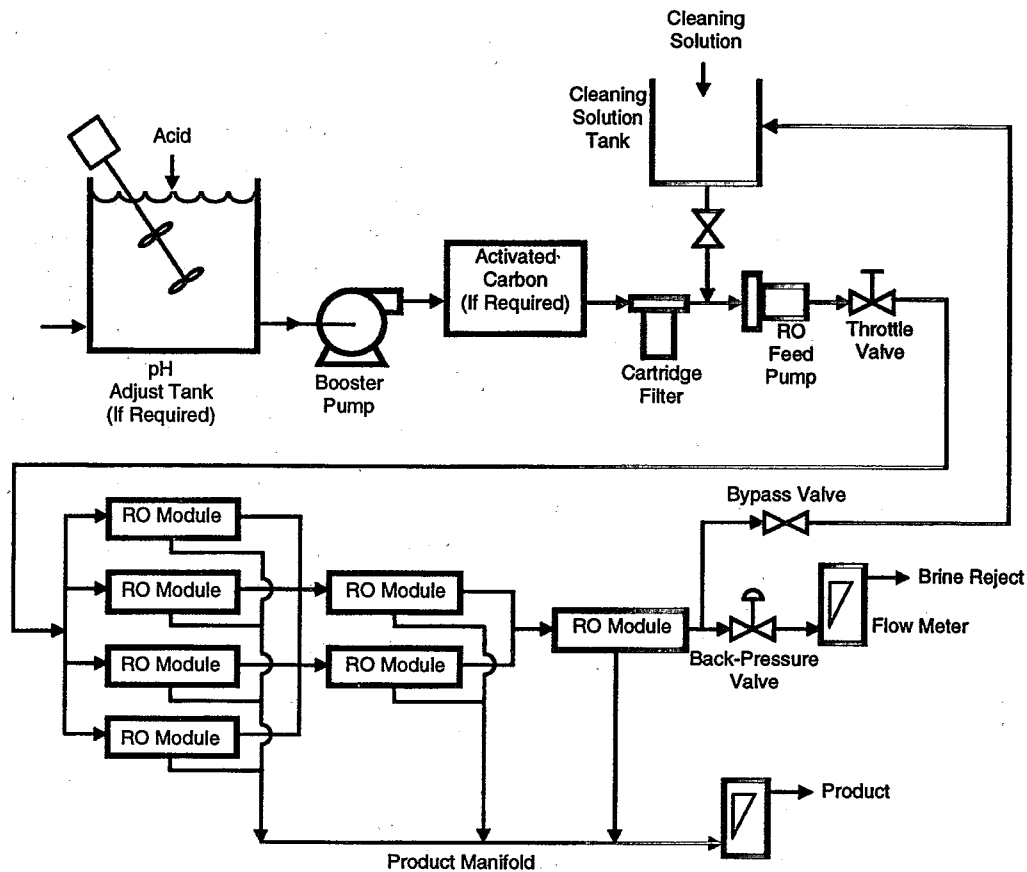 Cleaning
Solution
Cleaning
Solution
Tank
Acid
Activated
Carbon
(If Required)
pH
Adjust Tank
(If Required)
Booster
Pump
Cartridge
Filter
RO
Feed
Pump
Throttle
Valve
Bypass Valve
RO Module
RO Module
RO Module
RO Module
RO Module
RO Module
RO Module
Brine Reject
Flow Meter
Back-Pressure
Valve
Product
Product Manifold